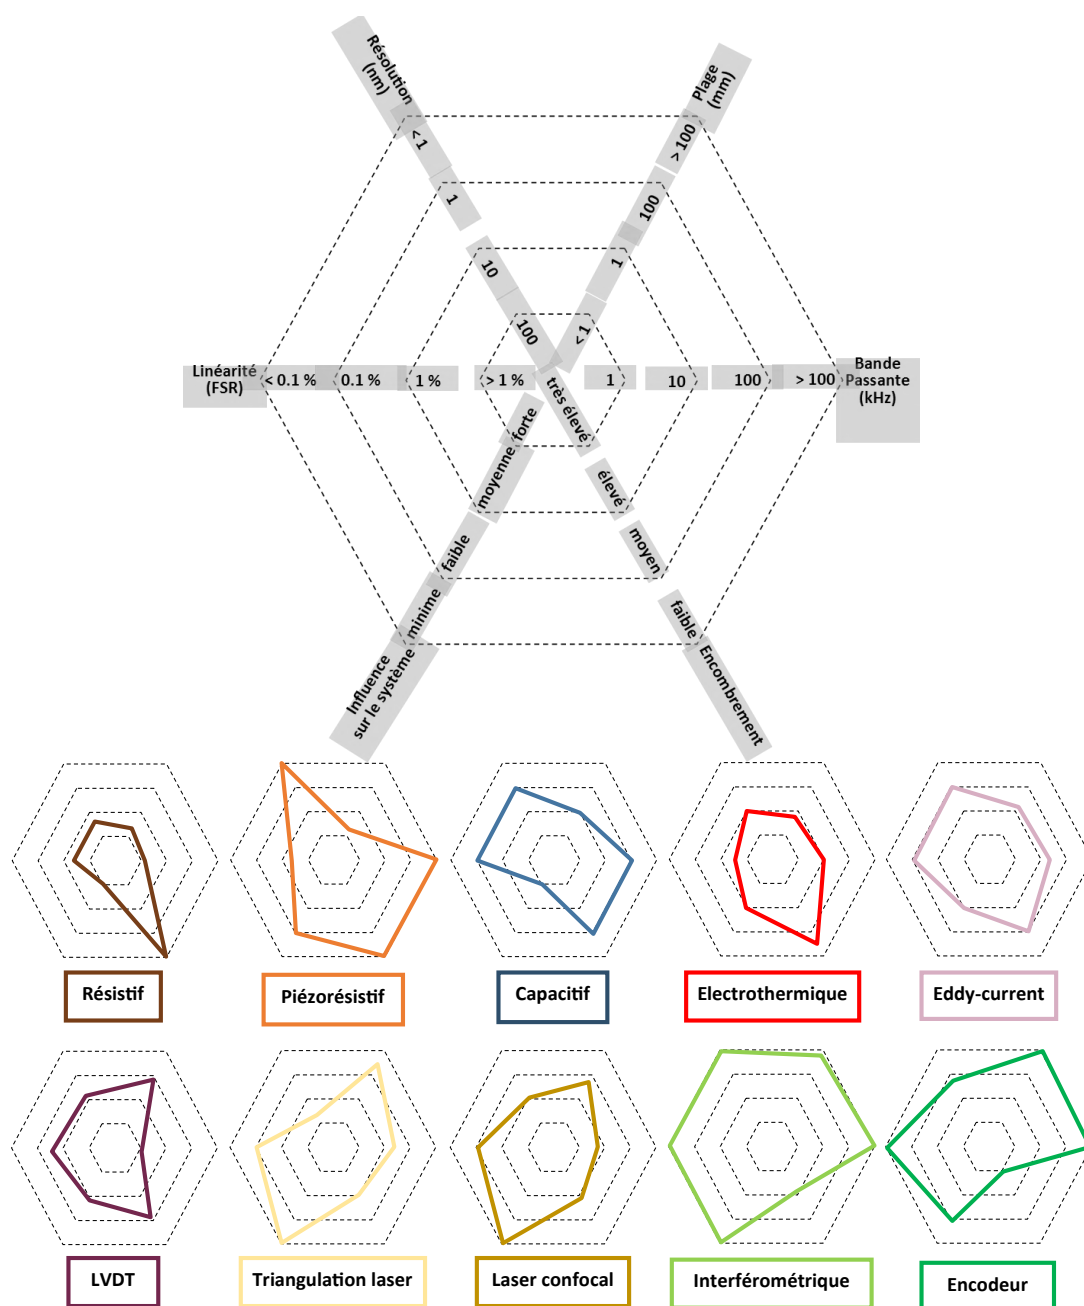 Résolution
(nm)
< 1
1
10
100
Plage
(mm)
> 100
100
1
< 1
Linéarité
(FSR)
< 0.1 %
0.1 %
1 %
> 1 %
1
10
100
> 100
Bande
Passante
(kHz)
forte
moyenne
faible
minime
Influence
sur le système
très élevé
élevé
moyen
faible
Encombrement
Résistif
Piézorésistif
Capacitif
Electrothermique
Eddy-current
LVDT
Triangulation laser
Laser confocal
Interférométrique
Encodeur